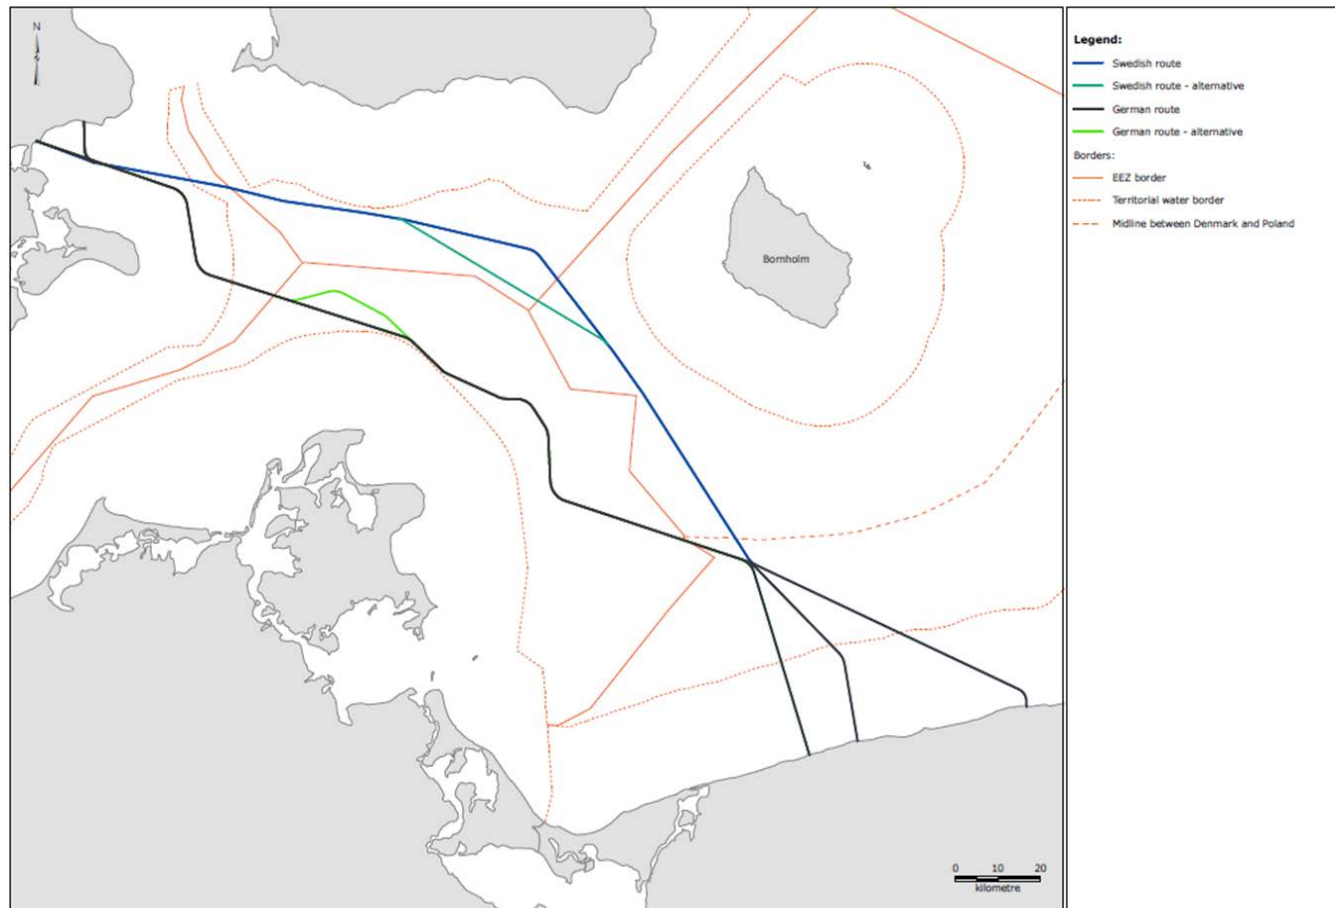 N
Bornholm
0 10 20
kilometre
Legend:
Swedish route
Swedish route - alternative
German route
German route - alternative
Borders:
EEZ border
Territorial water border
Midline between Denmark and Poland